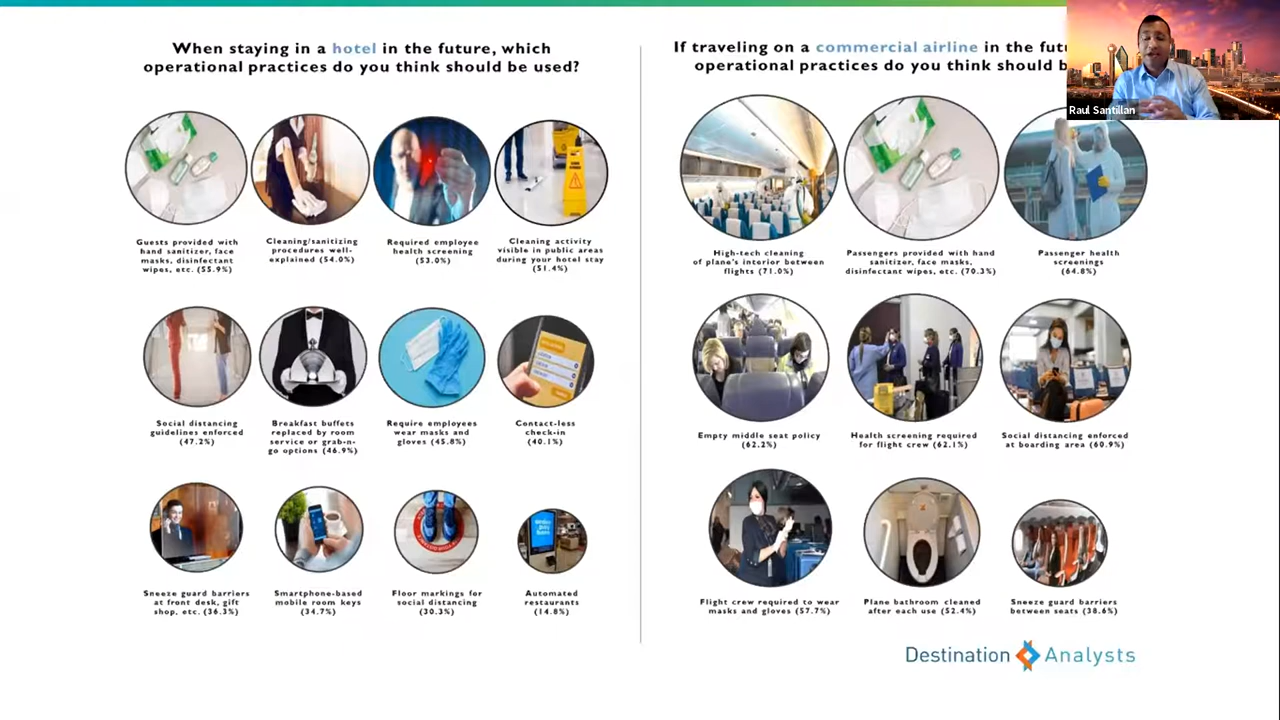 When staying in a hotel in the future, which
operational practices do you think should be used?
Guests provided with
hand sanitizer, face
masks, disinfectant
wipes, etc. (55.9%)
Cleaning/sanitizing
procedures well-
explained (54.0%)
Required employee
health screening
(53.0%)
Cleaning activity
visible in public areas
during your hotel stay
(51.4%)
Social distancing
guidelines enforced
(47.2%)
Breakfast buffets
replaced by room
service or grab-n-
go options (46.9%)
Require employees
wear masks and
gloves (45.8%)
Contact-less
check-in
(40.1%)
Sneeze guard barriers
at front desk, gift
shop, etc. (36.3%)
Smartphone-based
mobile room keys
(34.7%)
Floor markings for
social distancing
(30.3%)
Automated
restaurants
(14.8%)
If traveling on a commercial airline in the
operational practices do you think should
Raul Santillan
High-tech cleaning
of plane's interior between
flights (71.0%)
Passengers provided with hand
sanitizer, face masks,
disinfectant wipes, etc. (70.3%)
Passenger health
screenings
(64.8%)
Empty middle seat policy
(62.2%)
Health screening required
for flight crew (62.1%)
Social distancing enforced
at boarding area (60.9%)
Flight crew required to wear
masks and gloves (57.7%)
Plane bathroom cleaned
after each use (52.4%)
Sneeze guard barriers
between seats (38.6%)
Destination Analysts